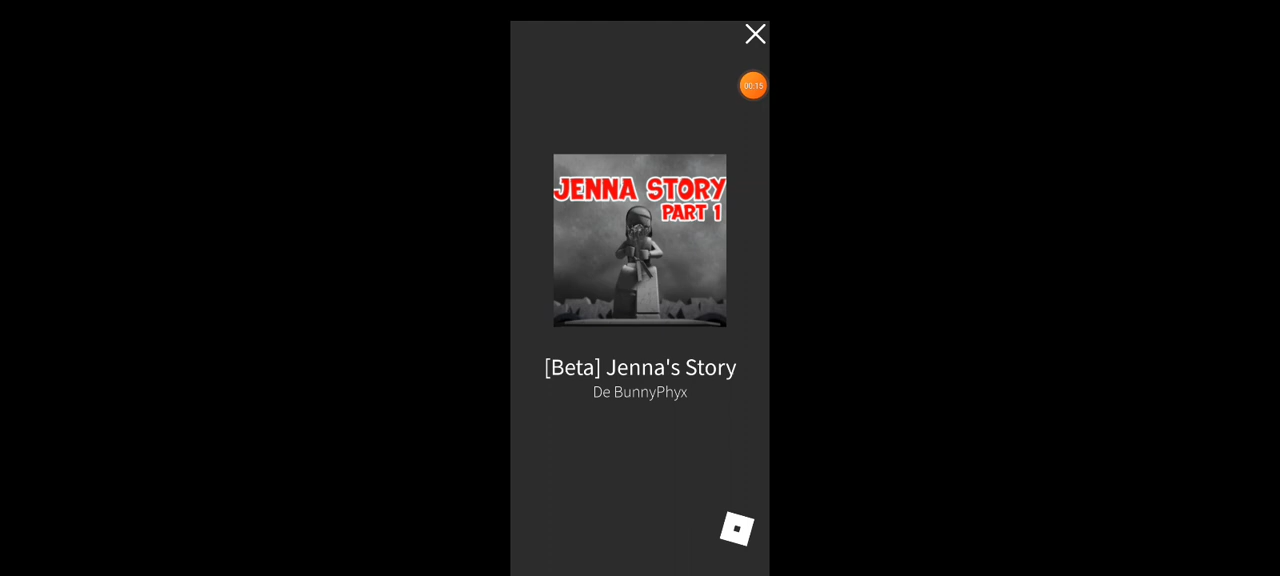 00:15
JENNA STORY
PART 1
[Beta] Jenna's Story
De BunnyPhyx